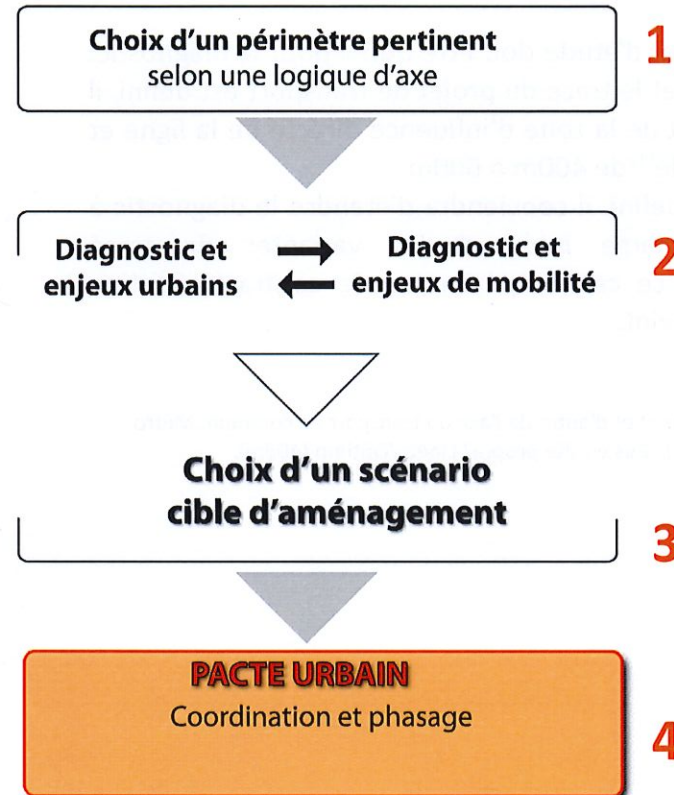 Choix d'un périmètre pertinent
selon une logique d'axe
1
Diagnostic et
enjeux urbains
Diagnostic et
enjeux de mobilité
2
Choix d'un scénario
cible d'aménagement
3
PACTE URBAIN
Coordination et phasage
4